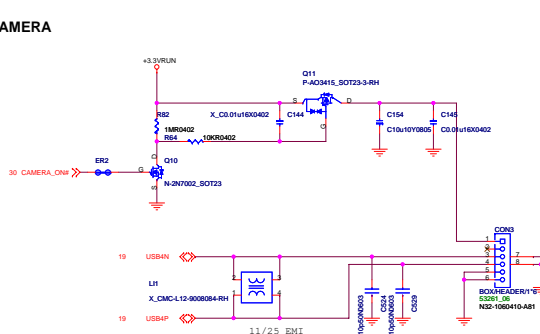 AMERA
+3.3VRUN
Q11
P-AO3415_SOT23-3-RH
S
D
G
R82
1MR0402
R64
10KR0402
X_C0.01u16X0402
C144
C154
C10u10Y0805
C145
C0.01u16X0402
30 CAMERA_ON#
ER2
G
D
S
Q10
N-2N7002_SOT23
CON3
1
2
3
4
5
6
7
8
BOX/HEADER/1*6
53261_06
N32-1060410-A81
19 USB4N
2
3
1
4
LI1
X_CMC-L12-9008084-RH
19 USB4P
10p50N0603
C524
10p50N0603
C529
11/25 EMI